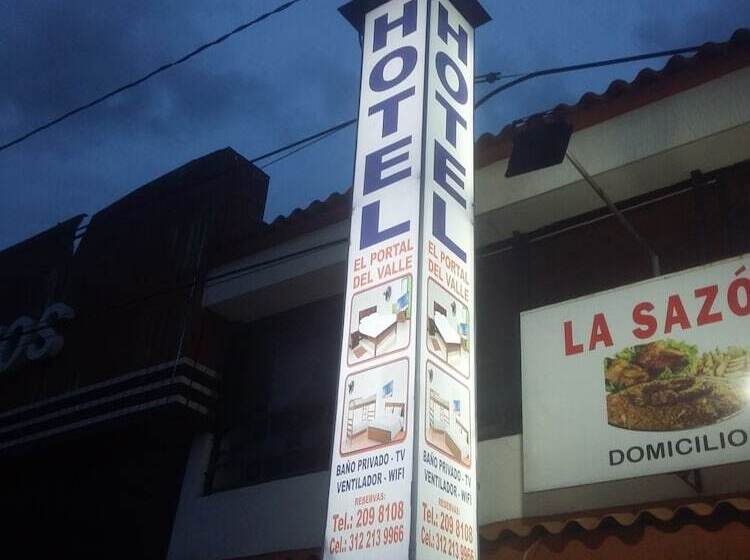 HOTEL
EL PORTAL
DEL VALLE
BAÑO PRIVADO - TV
VENTILADOR - WIFI
RESERVAS:
Tel.: 209 8108
Cel.: 312 213 9966
HOTEL
EL PORTAL
DEL VALLE
BAÑO PRIVADO - TV
VENTILADOR - WIFI
RESERVAS:
Tel.: 209 8108
Cel.: 312 213 9966
LA SAZÓ
DOMICILIO
os